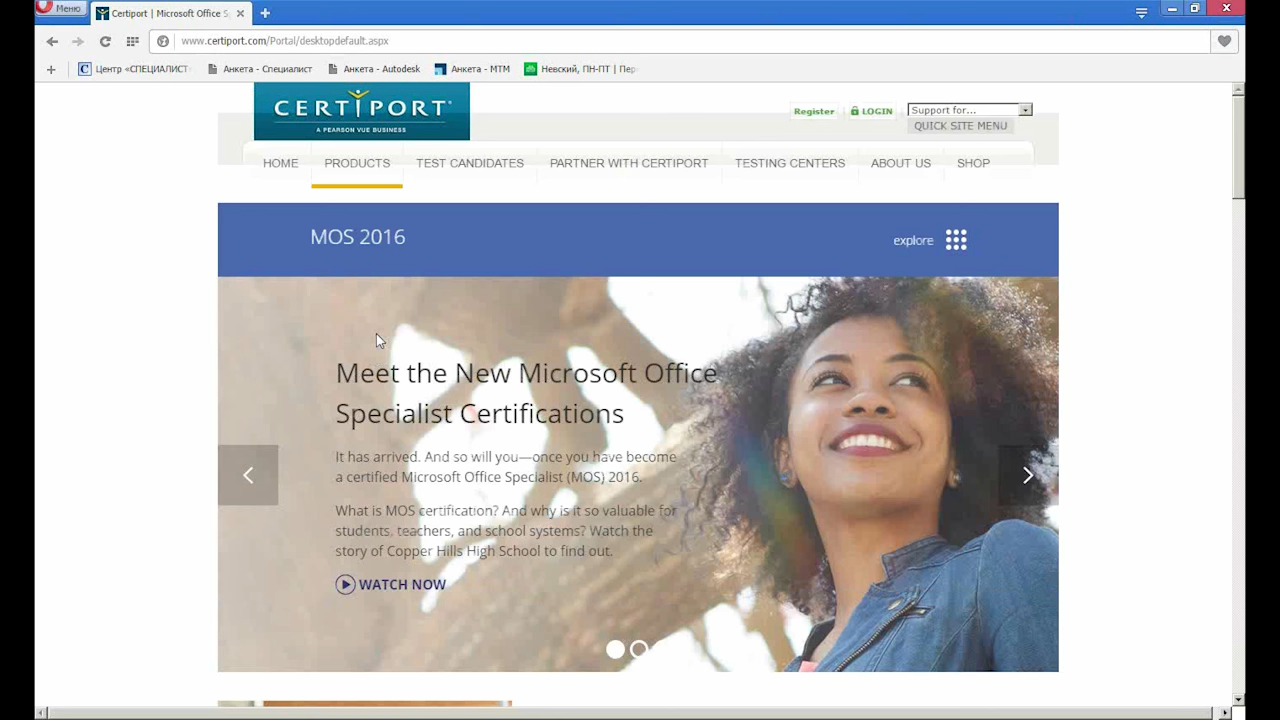 Меню
Certiport | Microsoft Office S
www.certiport.com/Portal/desktopdefault.aspx
Центр «СПЕЦИАЛИСТ
Анкета - Специалист
Анкета - Autodesk
Анкета - МТМ
Невский, ПН-ПТ | Пер
CERTIPORT
A PEARSON VUE BUSINESS
Register
LOGIN
Support for...
QUICK SITE MENU
HOME
PRODUCTS
TEST CANDIDATES
PARTNER WITH CERTIPORT
TESTING CENTERS
ABOUT US
SHOP
MOS 2016
explore
Meet the New Microsoft Office
Specialist Certifications
It has arrived. And so will you—once you have become
a certified Microsoft Office Specialist (MOS) 2016.
What is MOS certification? And why is it so valuable for
students, teachers, and school systems? Watch the
story of Copper Hills High School to find out.
WATCH NOW